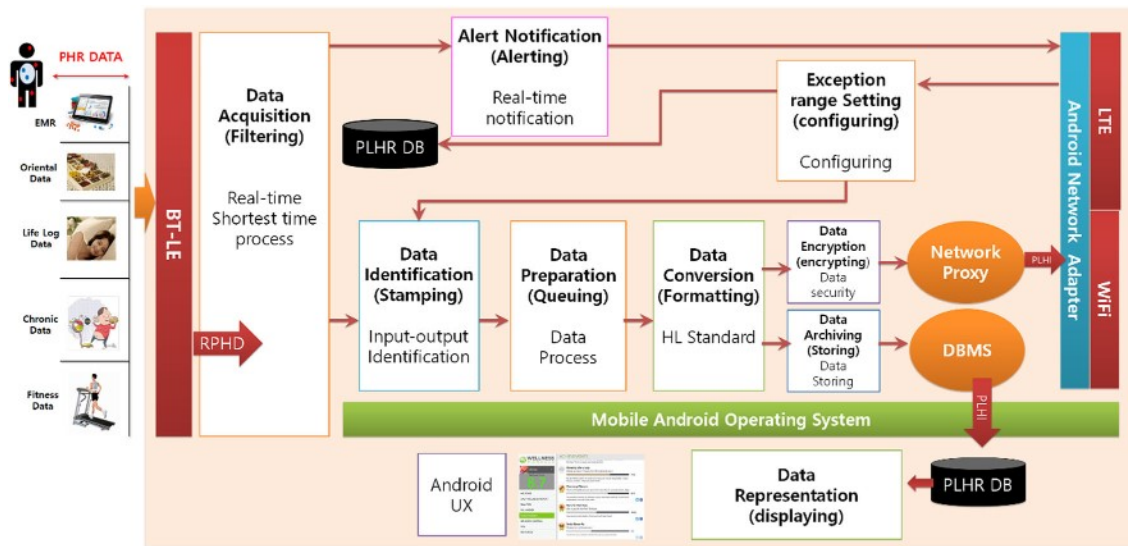 PHR DATA
EMR
Oriental
Data
Life Log
Data
Chronic
Data
Fitness
Data
BT-LE
RPHD
Data
Acquisition
(Filtering)
Real-time
Shortest time
process
Alert Notification
(Alerting)
Real-time
notification
PLHR DB
Exception
range Setting
(configuring)
Configuring
Data
Identification
(Stamping)
Input-output
Identification
Data
Preparation
(Queuing)
Data
Process
Data
Conversion
(Formatting)
HL Standard
Data
Encryption
(encrypting)
Data
security
Data
Archiving
(Storing)
Data
Storing
Network
Proxy
DBMS
PLHI
PLHI
Android Network Adapter
LTE
WiFi
Mobile Android Operating System
Android
UX
WELLNESS
Data
Representation
(displaying)
PLHR DB